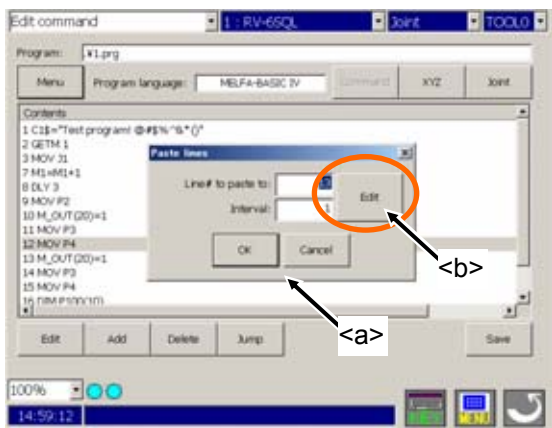 Edit command 1 : RV-6SQL Joint TOOL0
Program: .¥1.prg
Menu Program language: MELFA-BASIC IV Command XYZ Joint
Contents
1 C1$="Test program! @#$%^&*()"
2 GETM 1
3 MOV J1
7 M1=M1+1
8 DLY 3
9 MOV P2
10 M_OUT(20)=1
11 MOV P3
12 MOV P4
13 M_OUT(20)=1
14 MOV P3
15 MOV P4
16 DIM P100(10)
Paste lines
Line# to paste to:
Interval: 1
Edit
OK Cancel
<b>
<a>
Edit Add Delete Jump Save
100%
14:59:12